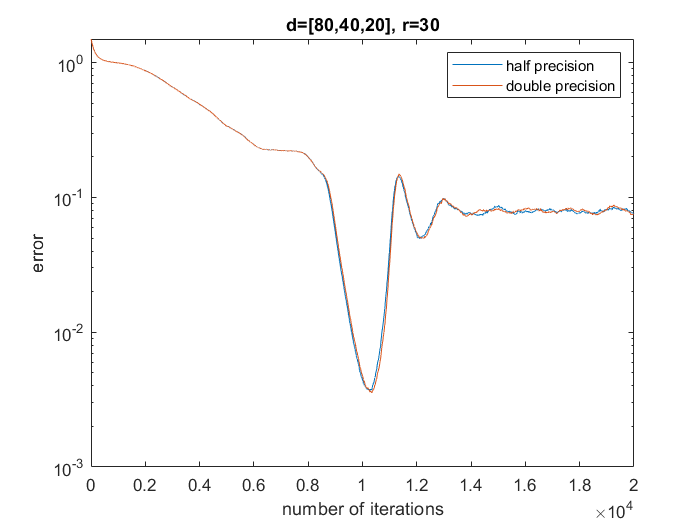 d=[80,40,20], r=30
half precision
double precision
10^0
10^-1
10^-2
10^-3
error
0 0.2 0.4 0.6 0.8 1 1.2 1.4 1.6 1.8 2
number of iterations
×10^4